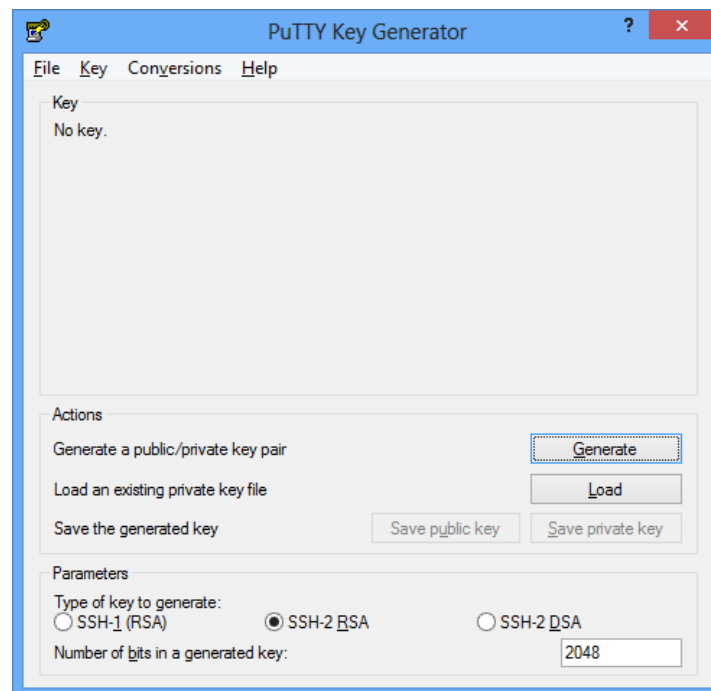 PuTTY Key Generator ?
File Key Conversions Help
Key
No key.
Actions
Generate a public/private key pair Generate
Load an existing private key file Load
Save the generated key Save public key Save private key
Parameters
Type of key to generate:
SSH-1 (RSA) SSH-2 RSA SSH-2 DSA
Number of bits in a generated key: 2048